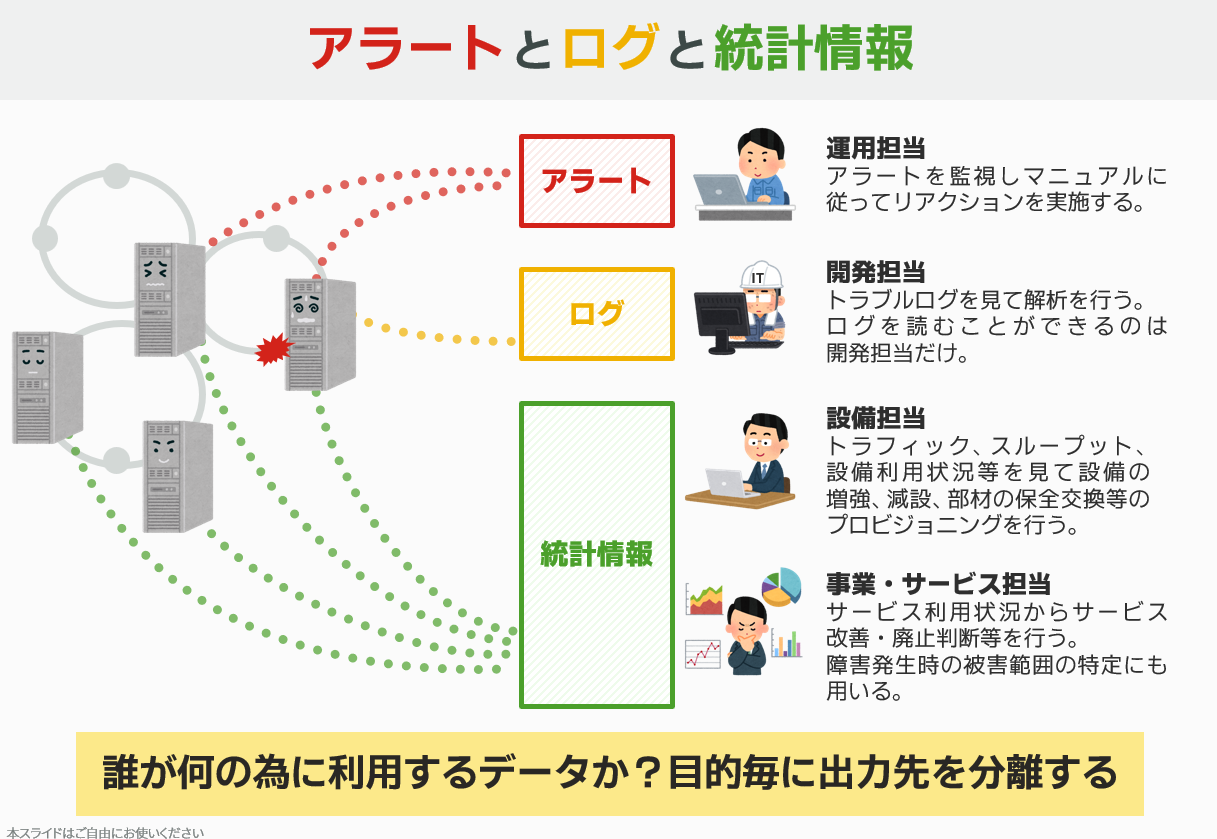 アラートとログと統計情報
アラート
運用担当
アラートを監視しマニュアルに
従ってリアクションを実施する。
ログ
IT
開発担当
トラブルログを見て解析を行う。
ログを読むことができるのは
開発担当だけ。
統計情報
設備担当
トラフィック、スループット、
設備利用状況等を見て設備の
増強、減設、部材の保全交換等の
プロビジョニングを行う。
事業・サービス担当
サービス利用状況からサービス
改善・廃止判断等を行う。
障害発生時の被害範囲の特定にも
用いる。
誰が何の為に利用するデータか？目的毎に出力先を分離する
本スライドはご自由にお使いください